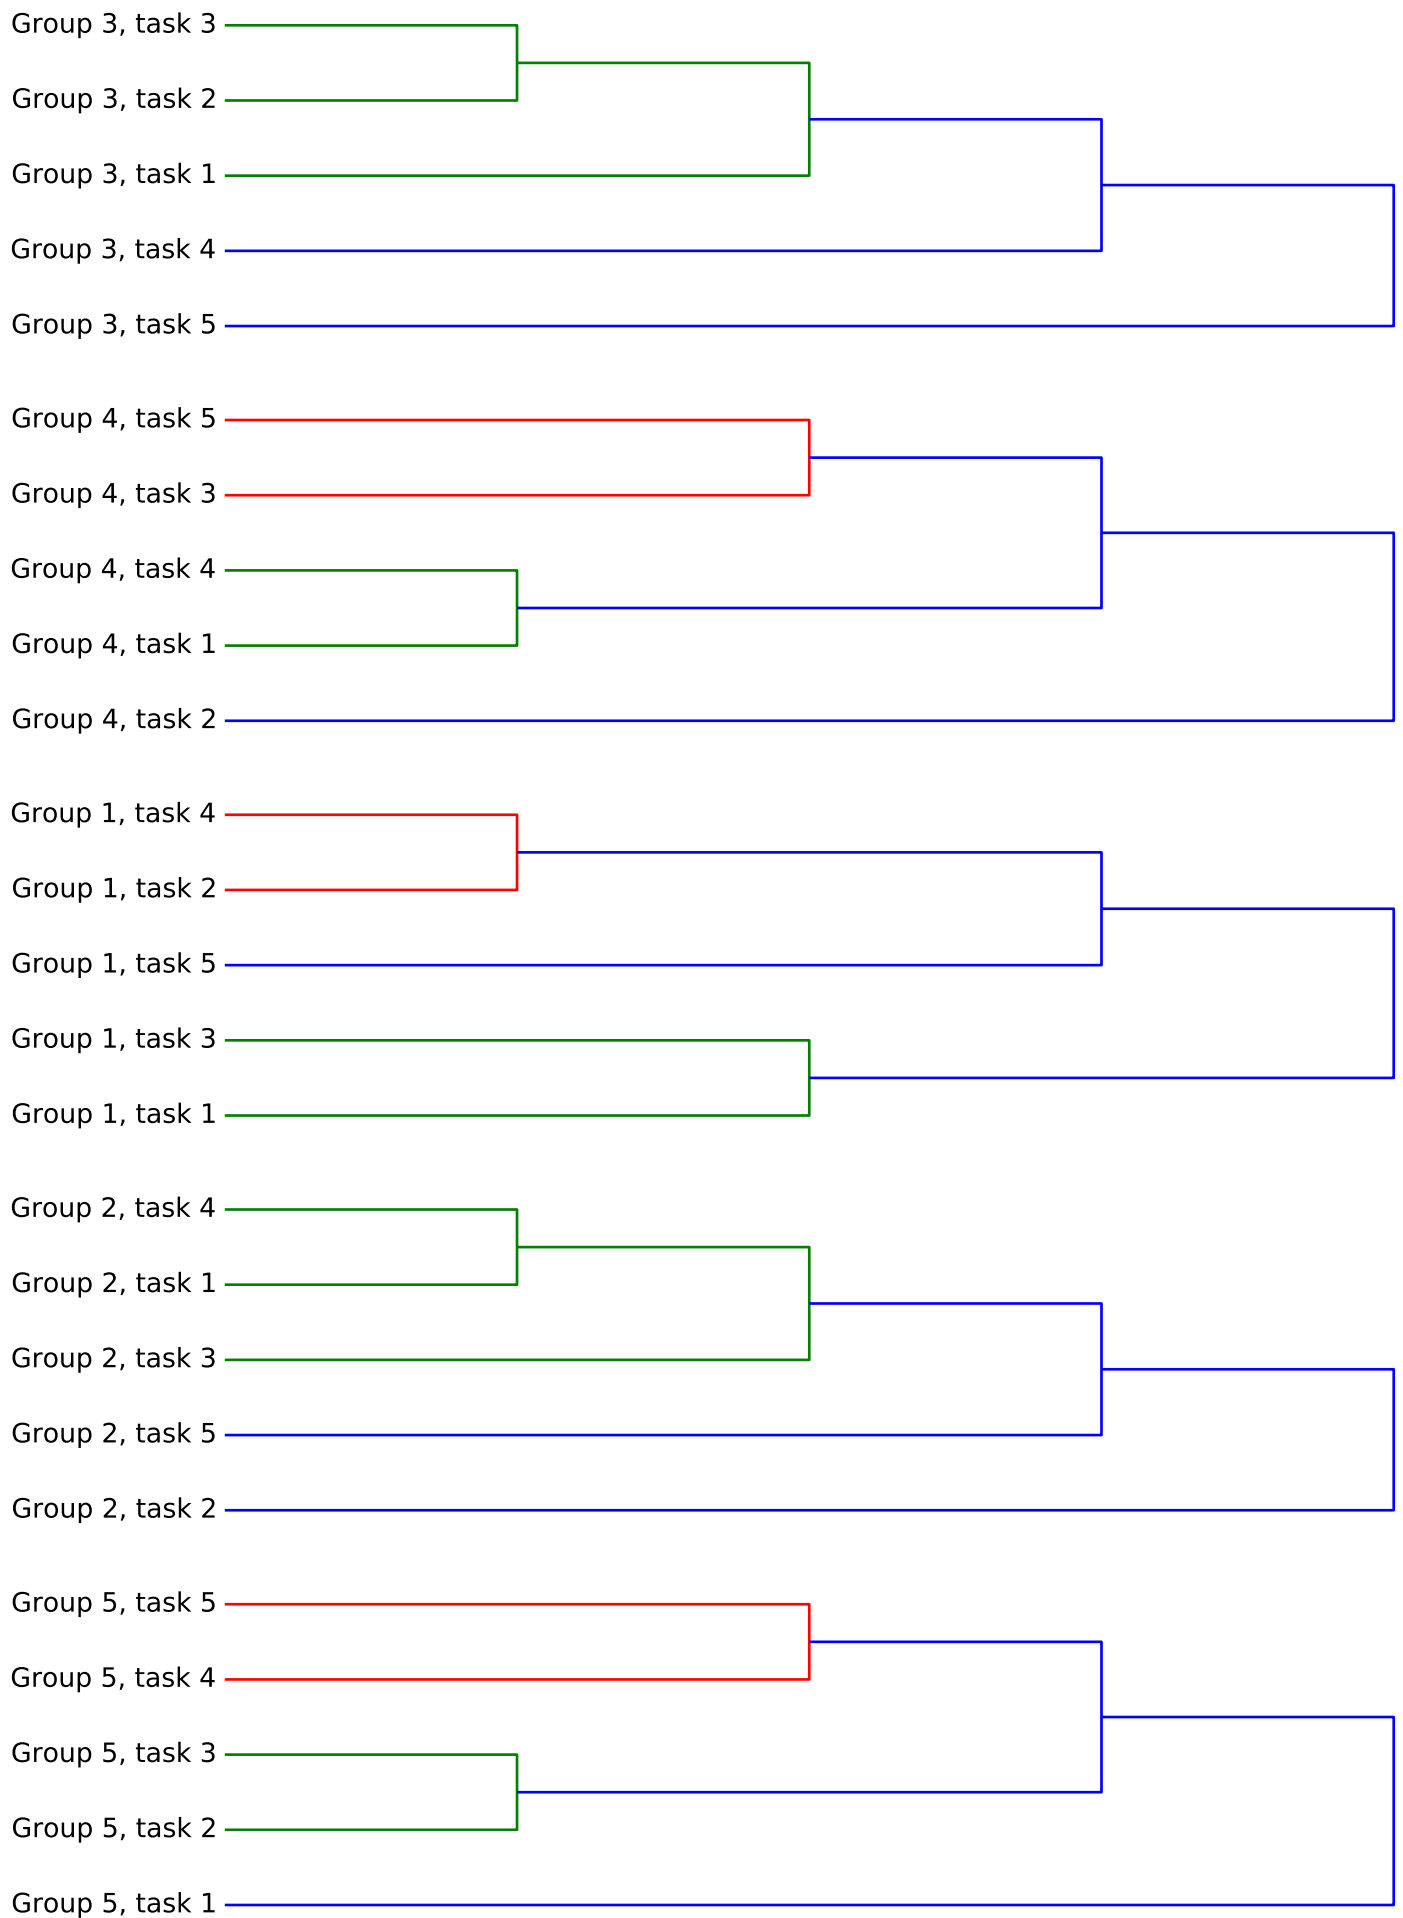 Group 3, task 3
Group 3, task 2
Group 3, task 1
Group 3, task 4
Group 3, task 5
Group 4, task 5
Group 4, task 3
Group 4, task 4
Group 4, task 1
Group 4, task 2
Group 1, task 4
Group 1, task 2
Group 1, task 5
Group 1, task 3
Group 1, task 1
Group 2, task 4
Group 2, task 1
Group 2, task 3
Group 2, task 5
Group 2, task 2
Group 5, task 5
Group 5, task 4
Group 5, task 3
Group 5, task 2
Group 5, task 1